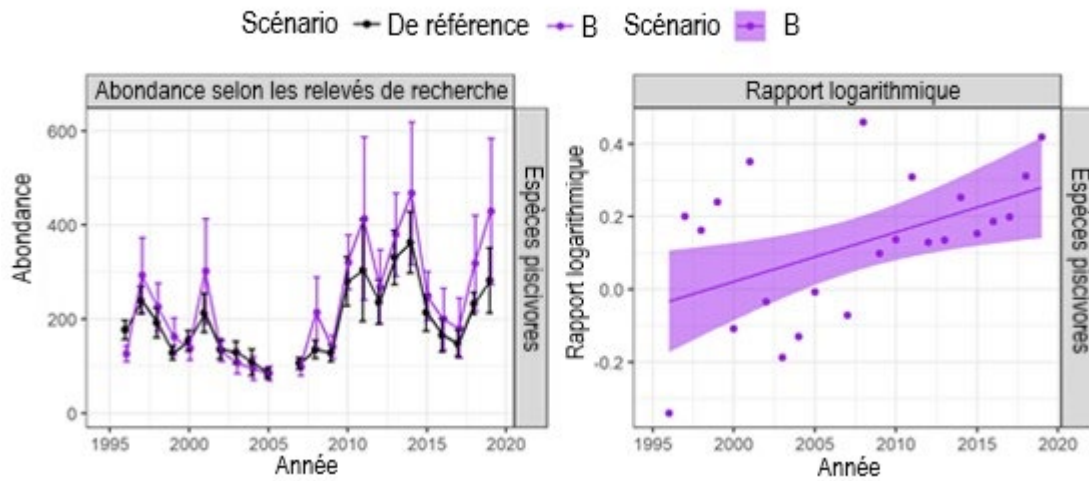 Scénario De référence B Scénario B
Abondance selon les relevés de recherche
Abondance
600
400
200
0
1995 2000 2005 2010 2015 2020
Année
Espèces piscivores
Rapport logarithmique
Rapport logarithmique
0.4
0.2
0.0
-0.2
1995 2000 2005 2010 2015 2020
Année
Espèces piscivores